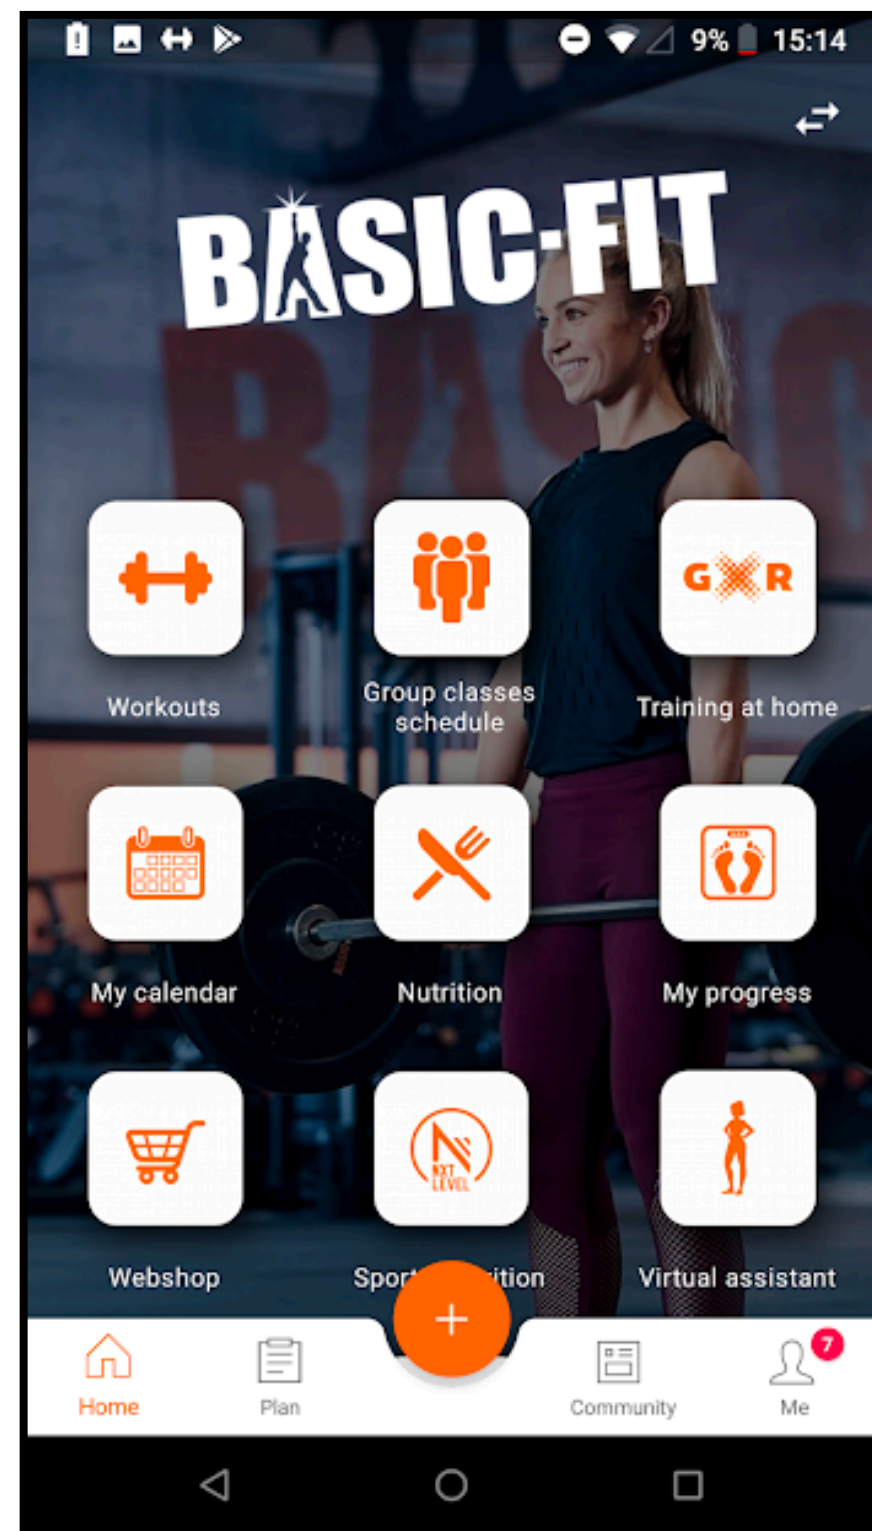 9% 15:14
BASIC-FIT
BASIC
G R
Workouts
Group classes
schedule
Training at home
My calendar
Nutrition
My progress
NXT
LEVEL
Webshop
Virtual assistant
+
7
Home
Plan
Community
Me